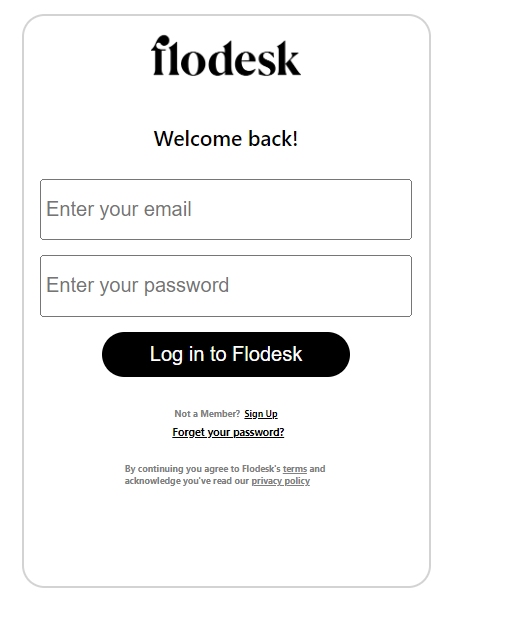 flodesk
Welcome back!
Enter your email
Enter your password
Log in to Flodesk
Not a Member? Sign Up
Forget your password?
By continuing you agree to Flodesk's terms and
acknowledge you've read our privacy policy